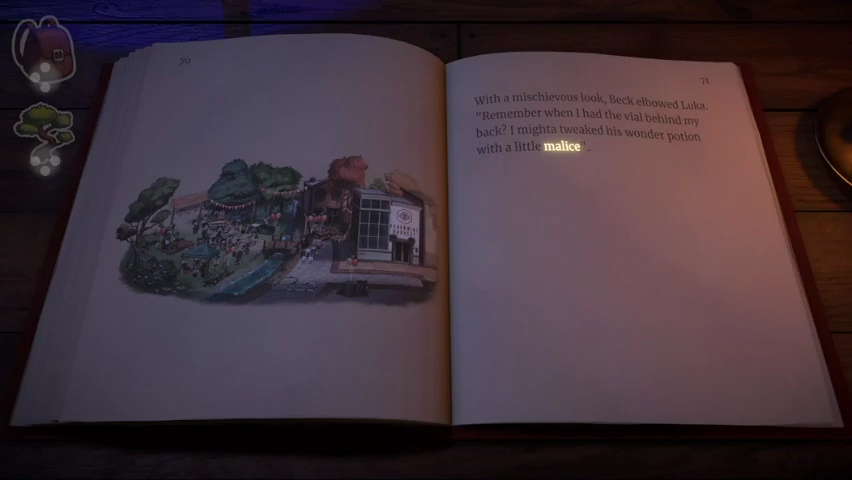 70
71
With a mischievous look, Beck elbowed Luka.
"Remember when I had the vial behind my
back? I mighta tweaked his wonder potion
with a little malice".